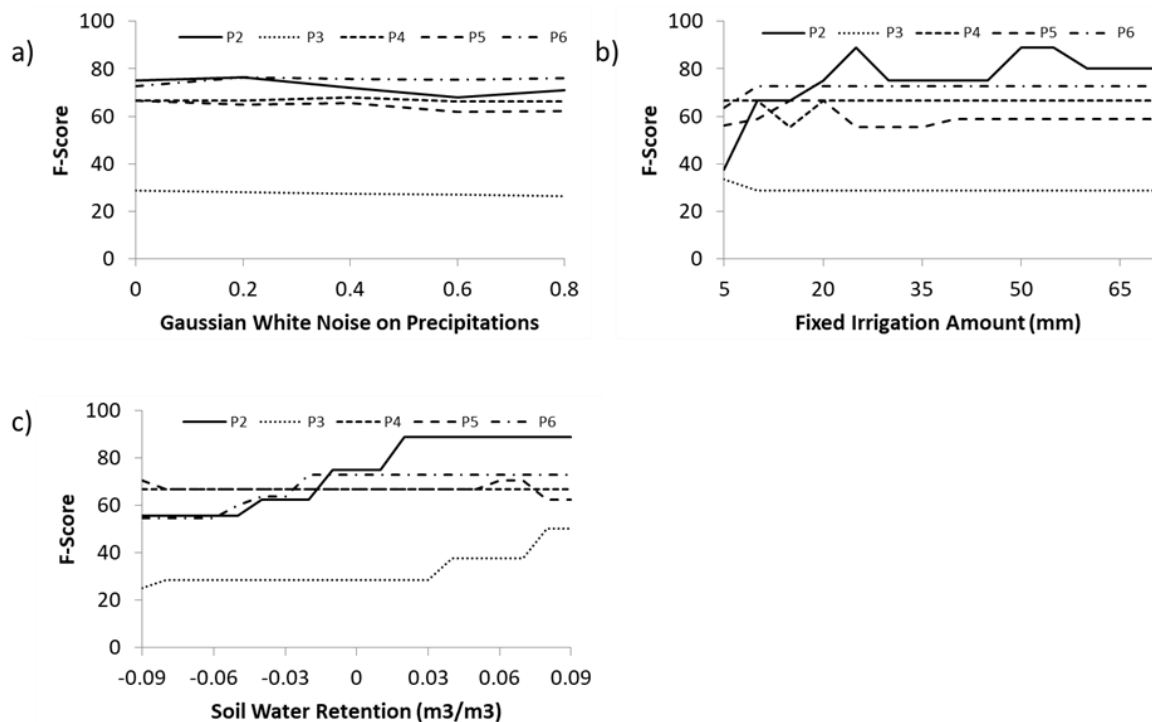 a)
F-Score
100
80
60
40
20
0
P2 P3 P4 P5 P6
0 0.2 0.4 0.6 0.8
Gaussian White Noise on Precipitations
b)
F-Score
100
80
60
40
20
0
P2 P3 P4 P5 P6
5 20 35 50 65
Fixed Irrigation Amount (mm)
c)
F-Score
100
80
60
40
20
0
P2 P3 P4 P5 P6
-0.09 -0.06 -0.03 0 0.03 0.06 0.09
Soil Water Retention (m3/m3)